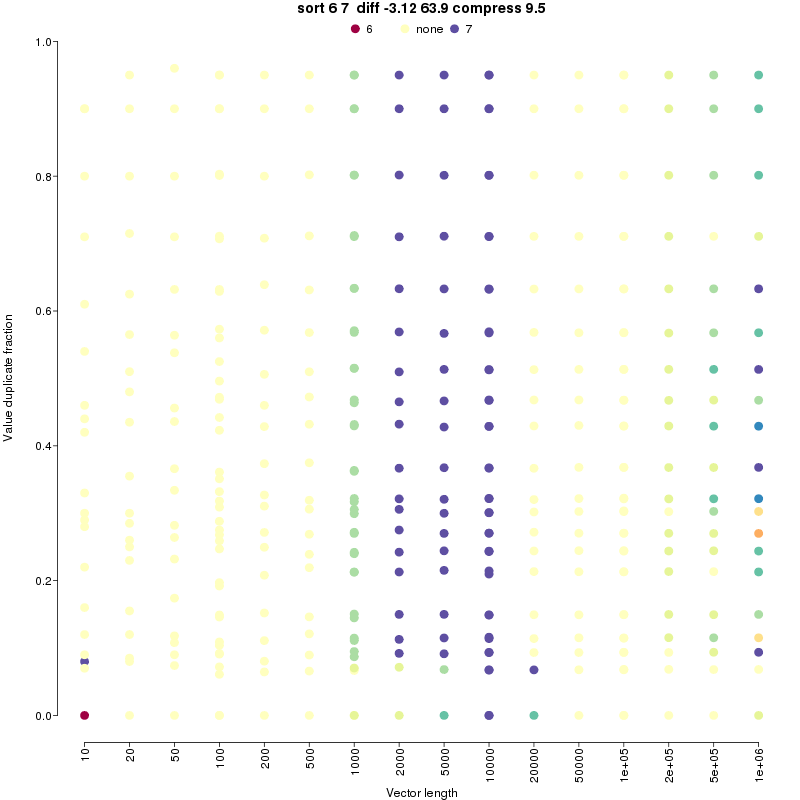 sort 6 7 diff -3.12 63.9 compress 9.5
6 none 7
1.0
0.8
0.6
0.4
0.2
0.0
Value duplicate fraction
10
20
50
100
200
500
1000
2000
5000
10000
20000
50000
1e+05
2e+05
5e+05
1e+06
Vector length